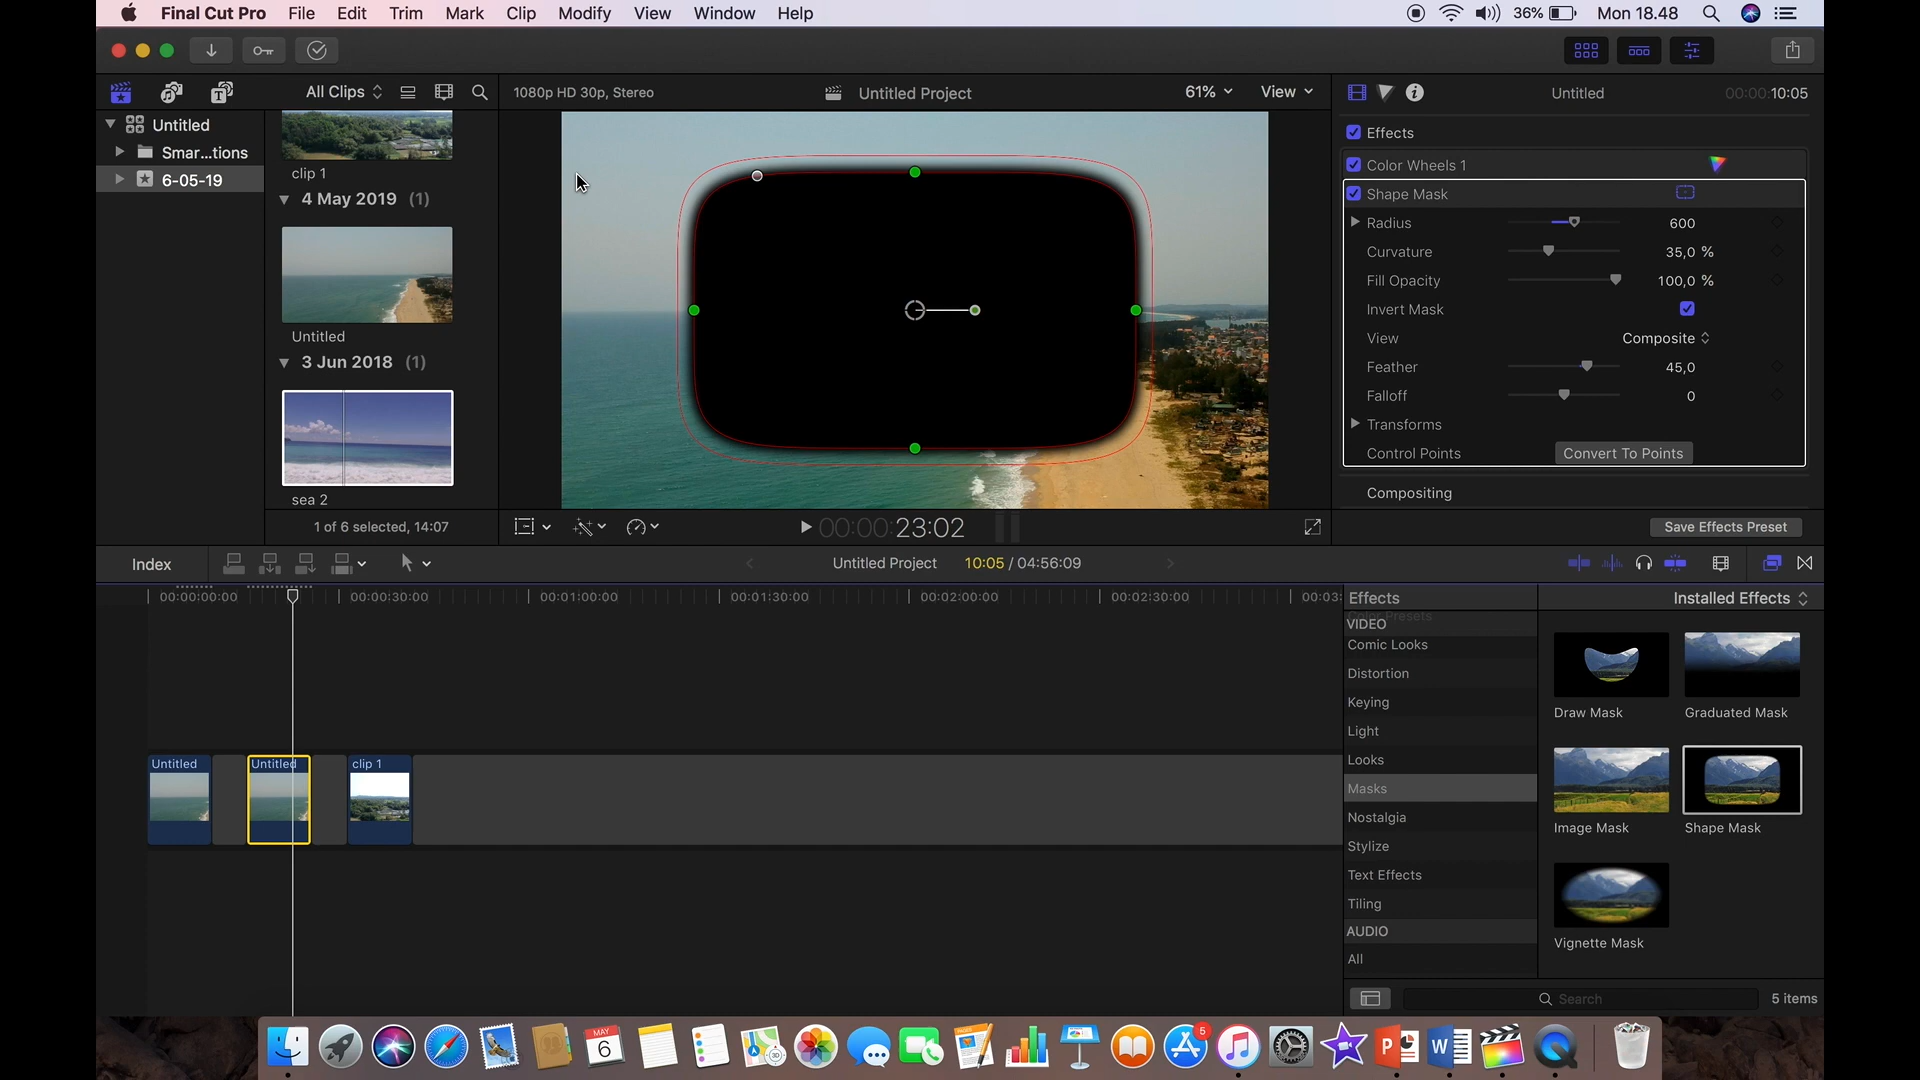 Final Cut Pro File Edit Trim Mark Clip Modify View Window Help 36% Mon 18.48
All Clips 1080p HD 30p, Stereo Untitled Project 61% View Untitled 00:00:10:05
Untitled
Smar...tions
6-05-19
clip 1
4 May 2019 (1)
Untitled
3 Jun 2018 (1)
sea 2
1 of 6 selected, 14:07
Effects
Color Wheels 1
Shape Mask
Radius 600
Curvature 35,0 %
Fill Opacity 100,0 %
Invert Mask
View Composite
Feather 45,0
Falloff 0
Transforms
Control Points Convert To Points
Compositing
00:00:23:02 Save Effects Preset
Index Untitled Project 10:05 / 04:56:09
00:00:00:00 00:00:30:00 00:01:00:00 00:01:30:00 00:02:00:00 00:02:30:00 00:03:
Untitled Untitled clip 1
Effects Installed Effects
Color Presets
VIDEO
Comic Looks
Distortion
Keying
Light
Looks
Masks
Nostalgia
Stylize
Text Effects
Tiling
AUDIO
All
Draw Mask Graduated Mask
Image Mask Shape Mask
Vignette Mask
Search 5 items
MAY
6
3D
5
P
W